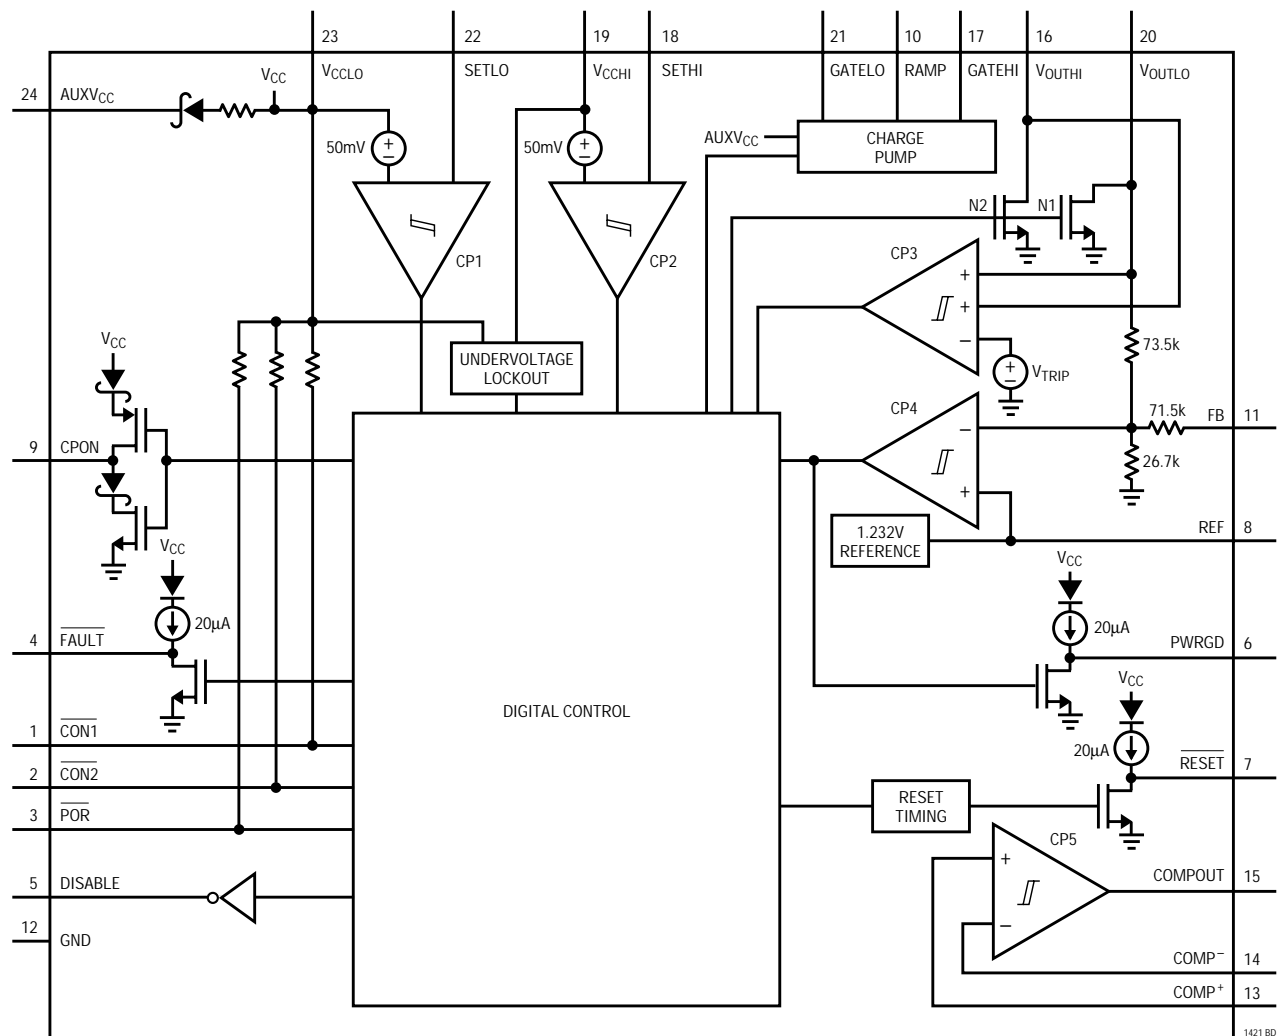 23
22
19
18
21
10
17
16
20
VCCLO
SETLO
VCCHI
SETHI
GATELO
RAMP
GATEHI
VOUTHI
VOUTLO
24
AUXVCC
VCC
50mV
+
−
50mV
+
−
AUXVCC
CHARGE
PUMP
N2
N1
CP1
CP2
CP3
+
+
−
+
−
VTRIP
73.5k
VCC
UNDERVOLTAGE
LOCKOUT
CP4
−
+
71.5k
FB
11
26.7k
9
CPON
1.232V
REFERENCE
REF
8
VCC
20µA
4
FAULT
VCC
20µA
PWRGD
6
DIGITAL CONTROL
VCC
20µA
RESET
7
1
CON1
2
CON2
3
POR
RESET
TIMING
CP5
+
−
COMPOUT
15
5
DISABLE
12
GND
COMP−
14
COMP+
13
1421 BD